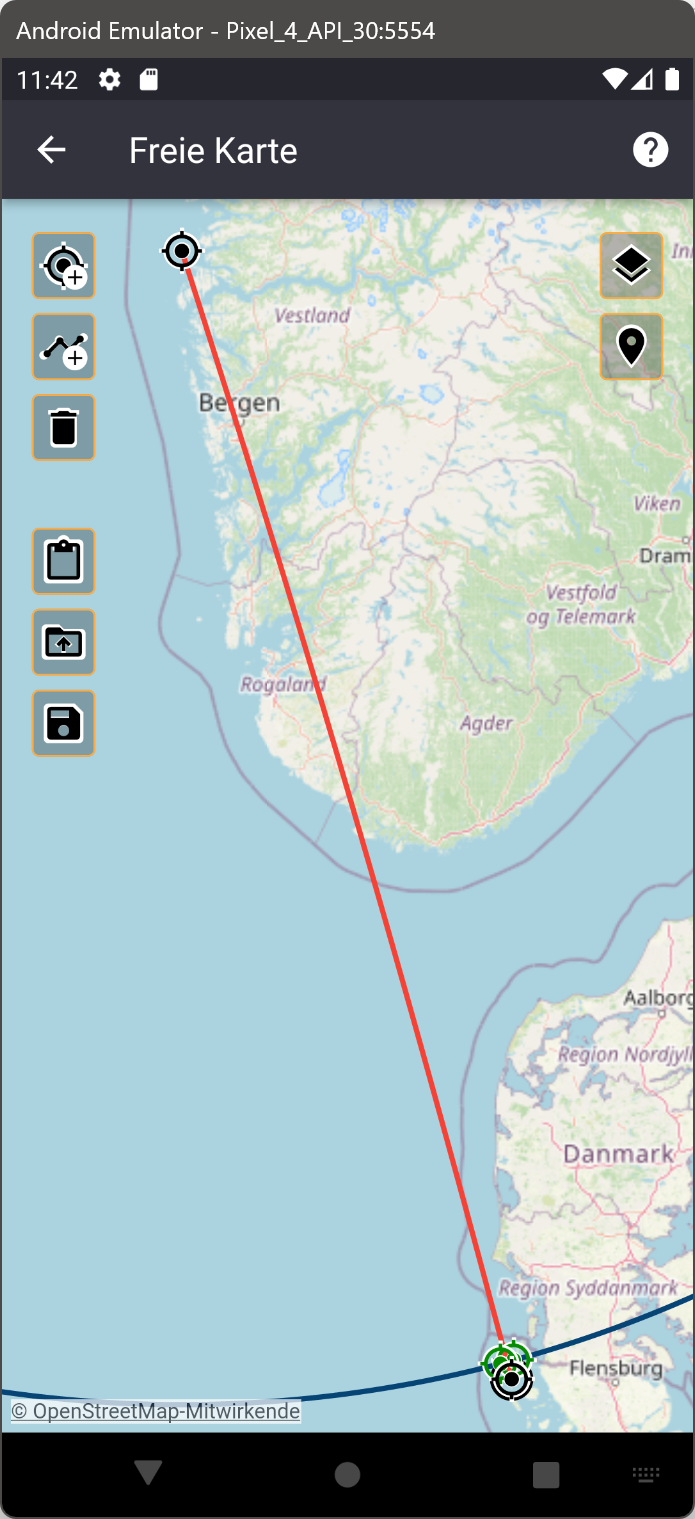 Android Emulator - Pixel_4_API_30:5554
11:42
Freie Karte
Vestland
Bergen
Viken
Dram
Vestfold
og Telemark
Rogaland
Agder
Aalborg
Region Nordjyll
Danmark
Region Syddanmark
Flensburg
© OpenStreetMap-Mitwirkende